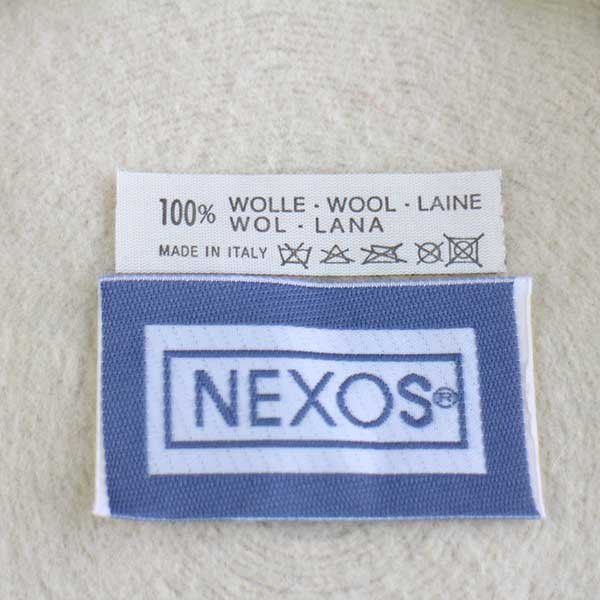 100% WOLLE · WOOL · LAINE
WOL · LANA
MADE IN ITALY
NEXOS®